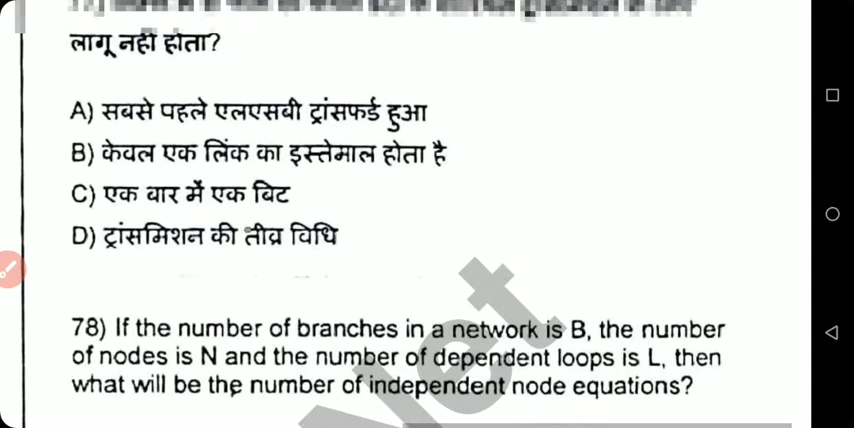 लागू नहीं होता?
A) सबसे पहले एलएसबी ट्रांसफर्ड हुआ
B) केवल एक लिंक का इस्तेमाल होता है
C) एक बार में एक बिट
D) ट्रांसमिशन की तीव्र विधि
78) If the number of branches in a network is B, the number
of nodes is N and the number of dependent loops is L, then
what will be the number of independent node equations?
Net